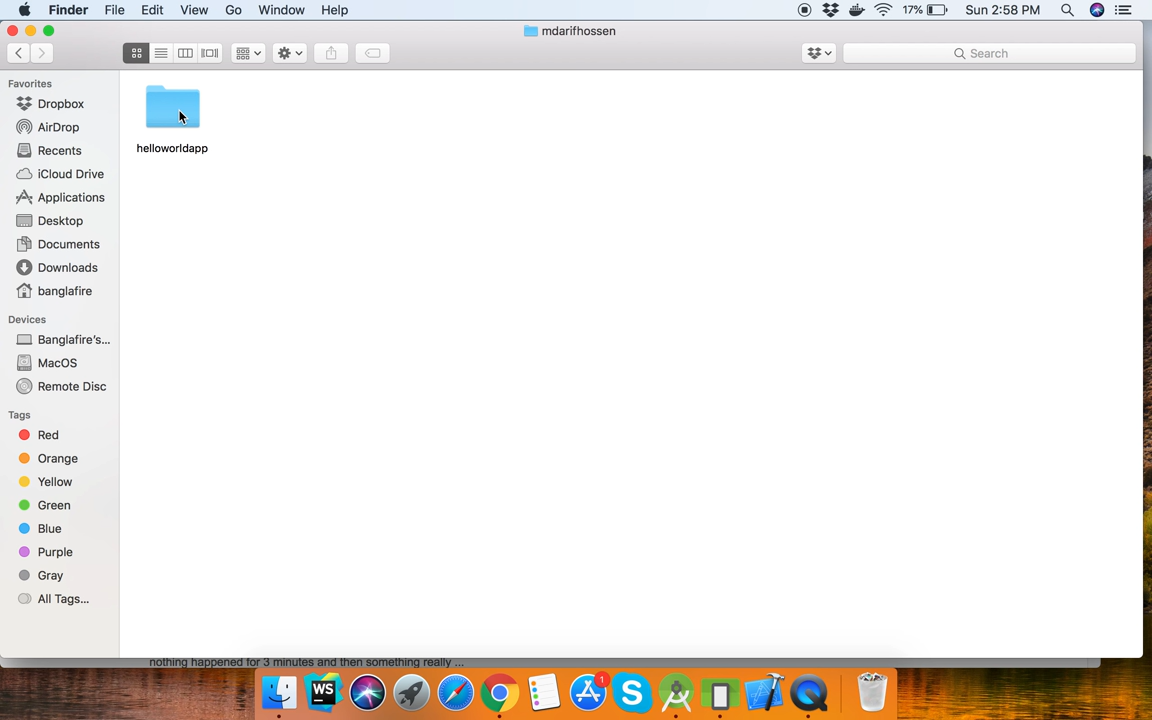 Finder File Edit View Go Window Help 17% Sun 2:58 PM
mdarifhossen
Search
Favorites
Dropbox
AirDrop
Recents
iCloud Drive
Applications
Desktop
Documents
Downloads
banglafire
Devices
Banglafire's...
MacOS
Remote Disc
Tags
Red
Orange
Yellow
Green
Blue
Purple
Gray
All Tags...
helloworldapp
nothing happened for 3 minutes and then something really ...
WS
1